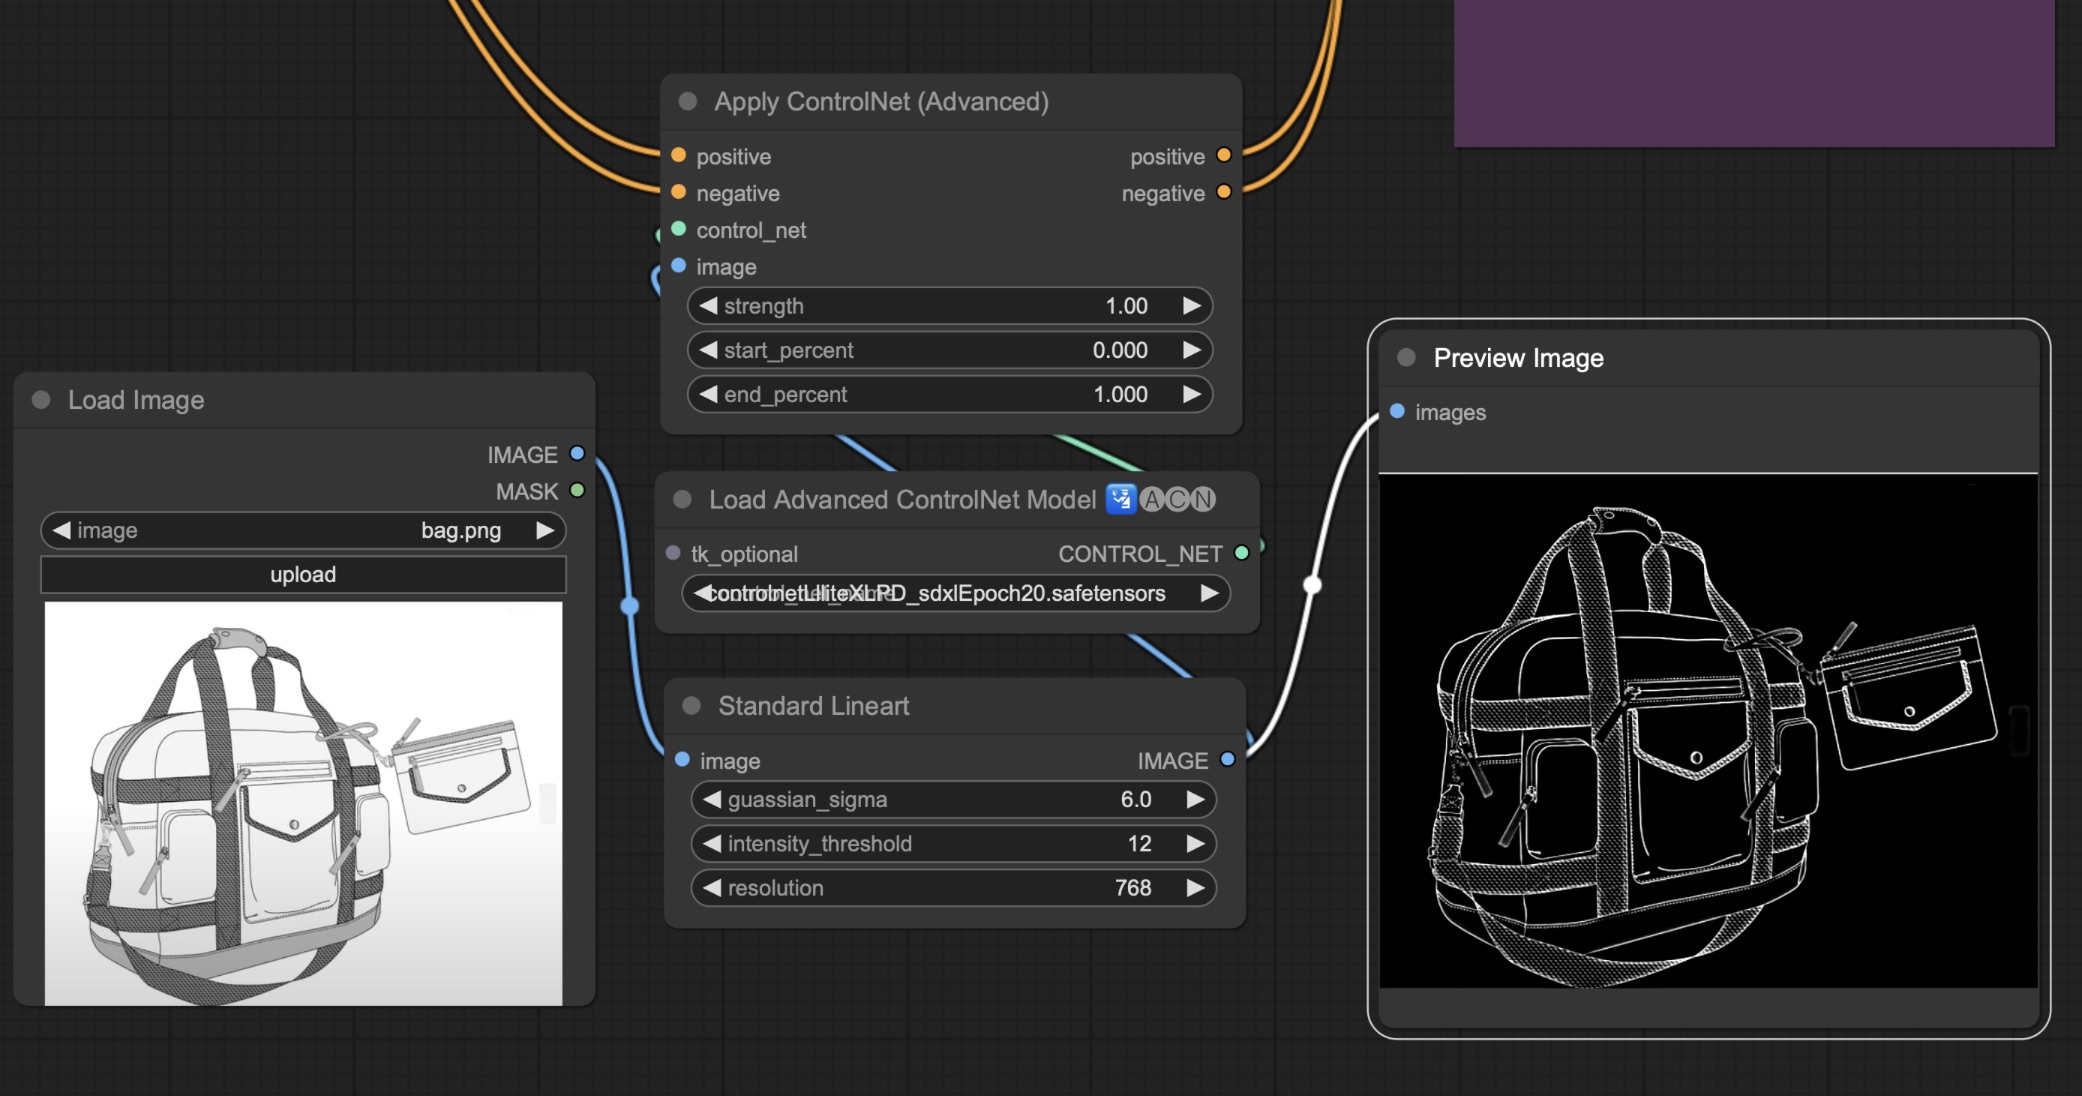 Apply ControlNet (Advanced)
positive positive
negative negative
control_net
image
strength 1.00
start_percent 0.000
end_percent 1.000
Load Image
IMAGE
MASK
image bag.png
upload
Load Advanced ControlNet Model 🛂🅐🅒🅝
tk_optional CONTROL_NET
controlnetLlliteXLPD_sdxlEpoch20.safetensors
Standard Lineart
image IMAGE
guassian_sigma 6.0
intensity_threshold 12
resolution 768
Preview Image
images